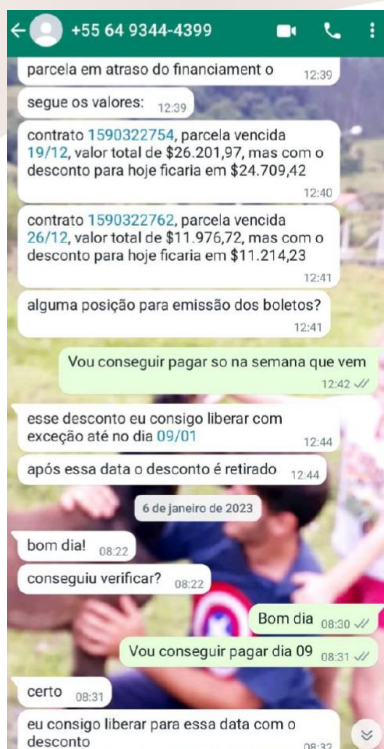 +55 64 9344-4399
parcela em atraso do financiament o 12:39
segue os valores: 12:39
contrato 1590322754, parcela vencida
19/12, valor total de $26.201,97, mas com o
desconto para hoje ficaria em $24.709,42
12:40
contrato 1590322762, parcela vencida
26/12, valor total de $11.976,72, mas com o
desconto para hoje ficaria em $11.214,23
12:41
alguma posição para emissão dos boletos?
12:41
Vou conseguir pagar so na semana que vem
12:42
esse desconto eu consigo liberar com
exceção até no dia 09/01
12:44
após essa data o desconto é retirado 12:44
6 de janeiro de 2023
bom dia! 08:22
conseguiu verificar? 08:22
Bom dia 08:30
Vou conseguir pagar dia 09 08:31
certo 08:31
eu consigo liberar para essa data com o
desconto 08:32